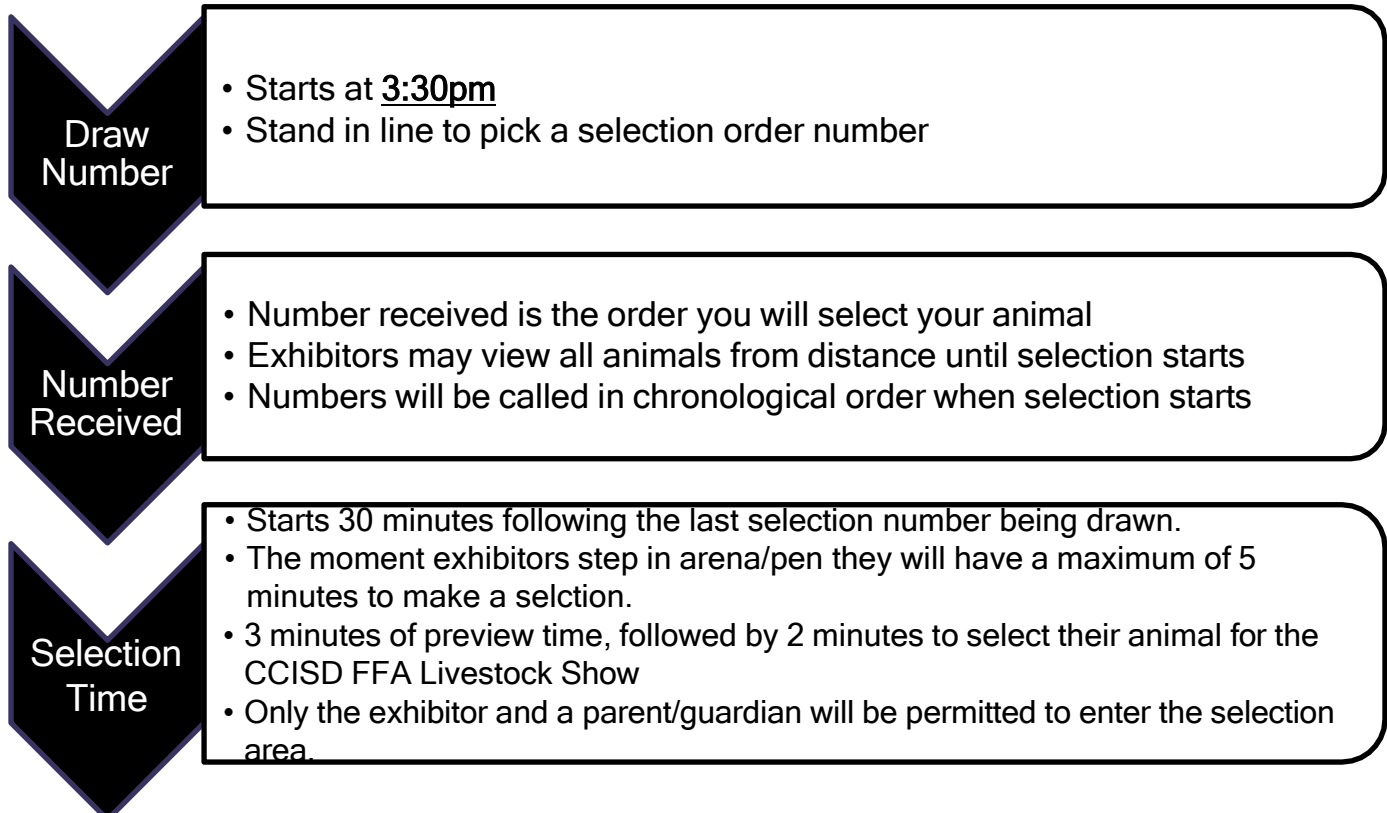 Draw
Number
• Starts at 3:30pm
• Stand in line to pick a selection order number
Number
Received
• Number received is the order you will select your animal
• Exhibitors may view all animals from distance until selection starts
• Numbers will be called in chronological order when selection starts
Selection
Time
• Starts 30 minutes following the last selection number being drawn.
• The moment exhibitors step in arena/pen they will have a maximum of 5
minutes to make a selction.
• 3 minutes of preview time, followed by 2 minutes to select their animal for the
CCISD FFA Livestock Show
• Only the exhibitor and a parent/guardian will be permitted to enter the selection
area.